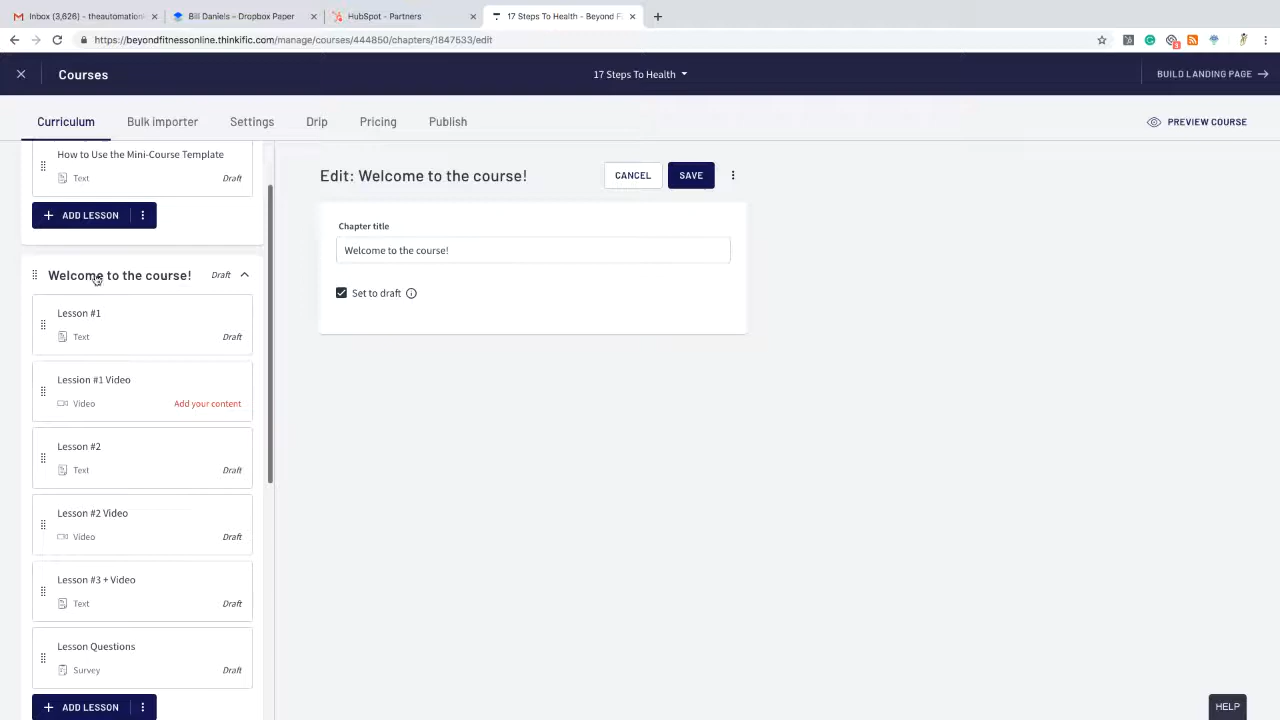 Inbox (3,626) - theautomation
Bill Daniels – Dropbox Paper
HubSpot - Partners
17 Steps To Health - Beyond F
https://beyondfitnessonline.thinkific.com/manage/courses/444850/chapters/1847533/edit
Courses
17 Steps To Health
BUILD LANDING PAGE
Curriculum
Bulk importer
Settings
Drip
Pricing
Publish
PREVIEW COURSE
How to Use the Mini-Course Template
Text
Draft
ADD LESSON
Welcome to the course!
Draft
Lesson #1
Text
Draft
Lession #1 Video
Video
Add your content
Lesson #2
Text
Draft
Lesson #2 Video
Video
Draft
Lesson #3 + Video
Text
Draft
Lesson Questions
Survey
Draft
ADD LESSON
Edit: Welcome to the course!
CANCEL
SAVE
Chapter title
Welcome to the course!
Set to draft
HELP